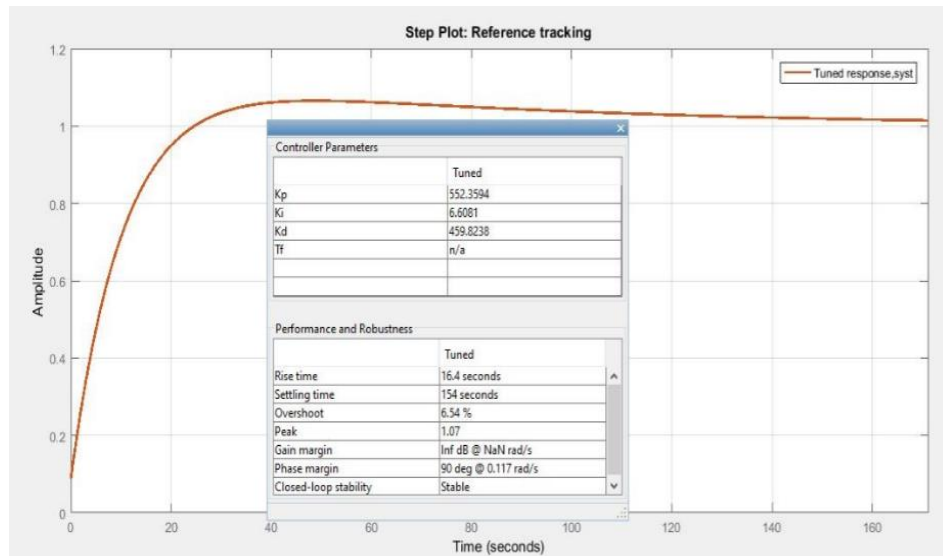 Step Plot: Reference tracking
Tuned response,syst
Amplitude
1.2
1
0.8
0.6
0.4
0.2
0
x
Controller Parameters
Tuned
Kp 552.3594
Ki 6.6081
Kd 459.8238
Tf n/a
Performance and Robustness
Tuned
Rise time 16.4 seconds
Settling time 154 seconds
Overshoot 6.54 %
Peak 1.07
Gain margin Inf dB @ NaN rad/s
Phase margin 90 deg @ 0.117 rad/s
Closed-loop stability Stable
0 20 40 60 80 100 120 140 160
Time (seconds)